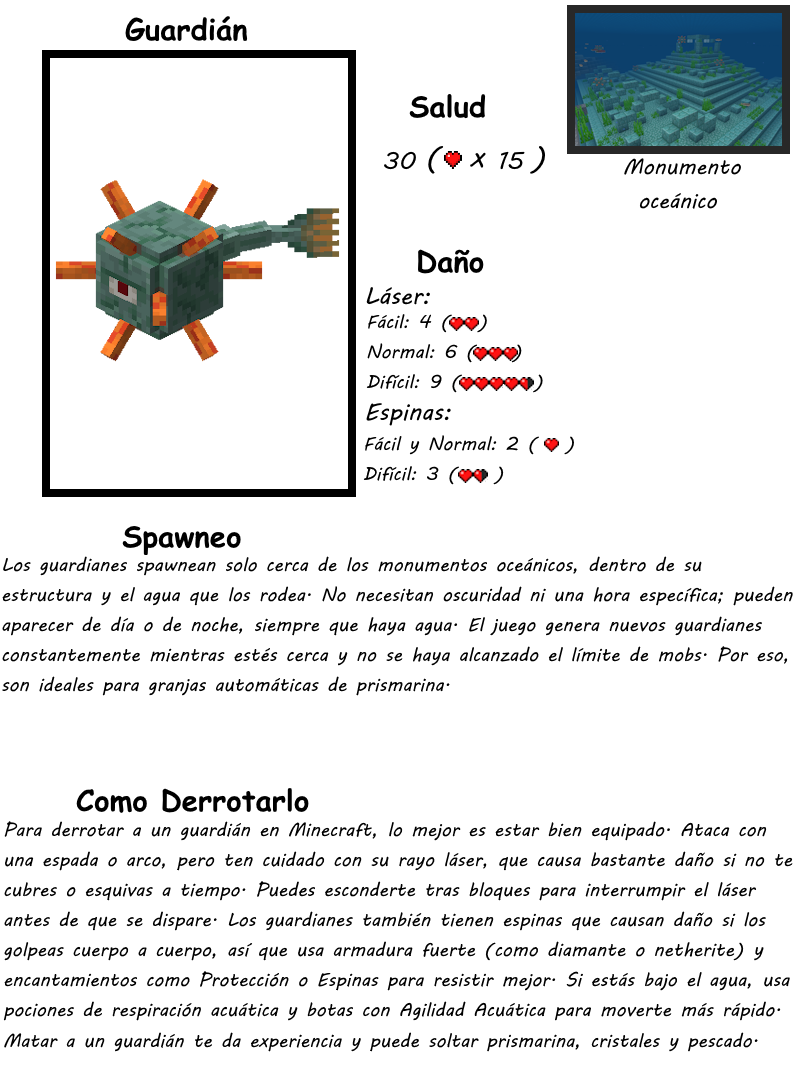 Guardián
Salud
30 ( x 15 )
Monumento
oceánico
Daño
Láser:
Fácil: 4 ()
Normal: 6 ()
Difícil: 9 ()
Espinas:
Fácil y Normal: 2 ( )
Difícil: 3 ( )
Spawneo
Los guardianes spawnean solo cerca de los monumentos oceánicos, dentro de su
estructura y el agua que los rodea. No necesitan oscuridad ni una hora específica; pueden
aparecer de día o de noche, siempre que haya agua. El juego genera nuevos guardianes
constantemente mientras estés cerca y no se haya alcanzado el límite de mobs. Por eso,
son ideales para granjas automáticas de prismarina.
Como Derrotarlo
Para derrotar a un guardián en Minecraft, lo mejor es estar bien equipado. Ataca con
una espada o arco, pero ten cuidado con su rayo láser, que causa bastante daño si no te
cubres o esquivas a tiempo. Puedes esconderte tras bloques para interrumpir el láser
antes de que se dispare. Los guardianes también tienen espinas que causan daño si los
golpeas cuerpo a cuerpo, así que usa armadura fuerte (como diamante o netherite) y
encantamientos como Protección o Espinas para resistir mejor. Si estás bajo el agua, usa
pociones de respiración acuática y botas con Agilidad Acuática para moverte más rápido.
Matar a un guardián te da experiencia y puede soltar prismarina, cristales y pescado.